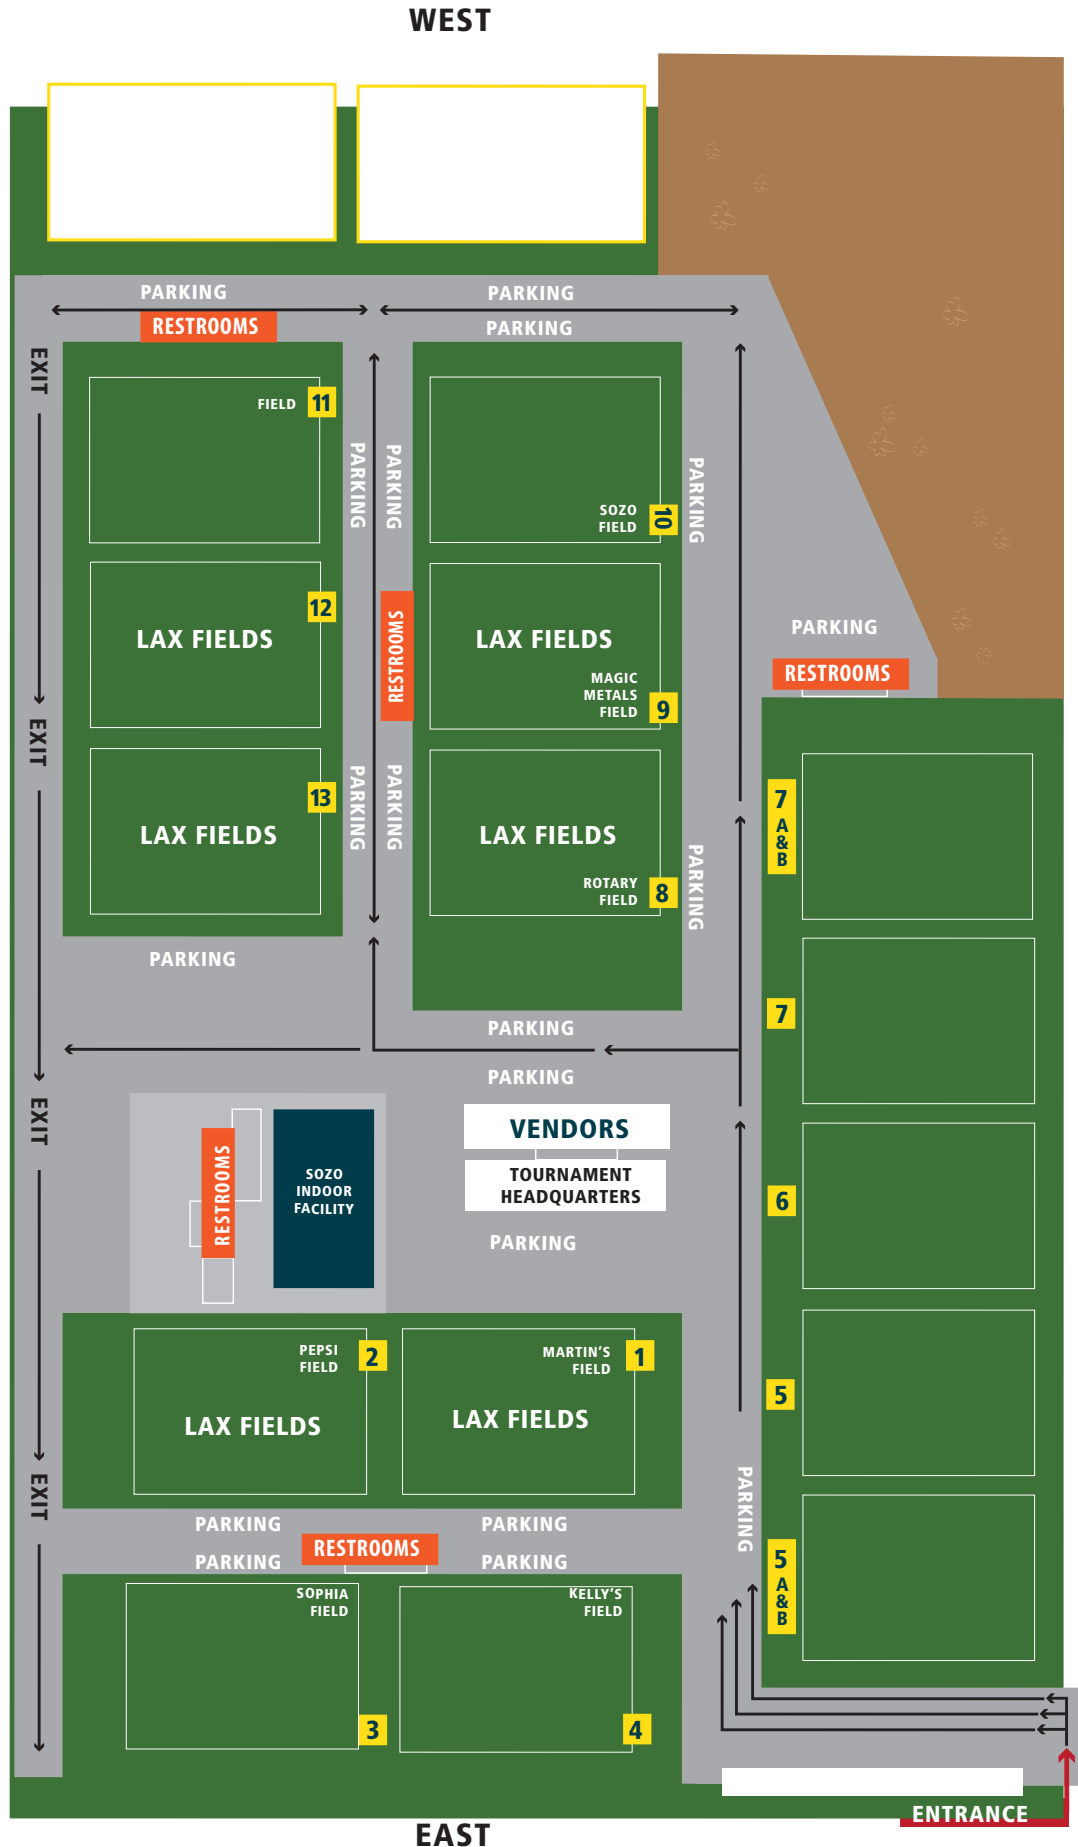 WEST
PARKING
PARKING
RESTROOMS
PARKING
EXIT
FIELD
11
PARKING
PARKING
SOZO
FIELD
10
PARKING
12
LAX FIELDS
RESTROOMS
LAX FIELDS
MAGIC
METALS
FIELD
9
PARKING
RESTROOMS
EXIT
13
LAX FIELDS
PARKING
PARKING
LAX FIELDS
ROTARY
FIELD
8
PARKING
7
A
&
B
PARKING
7
PARKING
PARKING
EXIT
VENDORS
TOURNAMENT
HEADQUARTERS
RESTROOMS
SOZO
INDOOR
FACILITY
PARKING
6
PEPSI
FIELD
2
LAX FIELDS
MARTIN'S
FIELD
1
LAX FIELDS
5
EXIT
PARKING
PARKING
PARKING
RESTROOMS
PARKING
PARKING
5
A
&
B
SOPHIA
FIELD
3
KELLY'S
FIELD
4
ENTRANCE
EAST